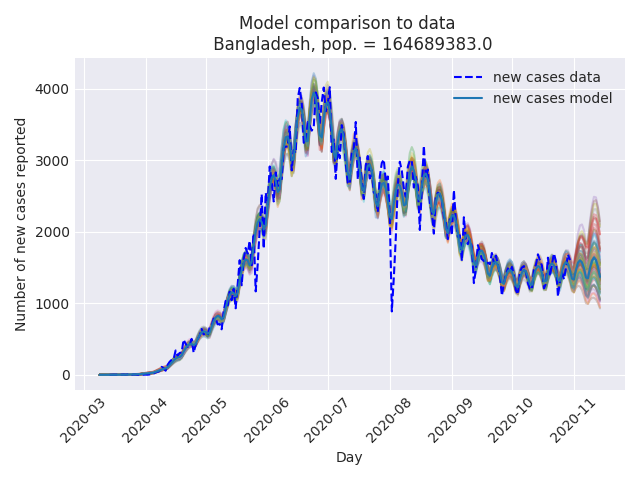 Model comparison to data
Bangladesh, pop. = 164689383.0
new cases data
new cases model
Number of new cases reported
4000
3000
2000
1000
0
2020-03
2020-04
2020-05
2020-06
2020-07
2020-08
2020-09
2020-10
2020-11
Day